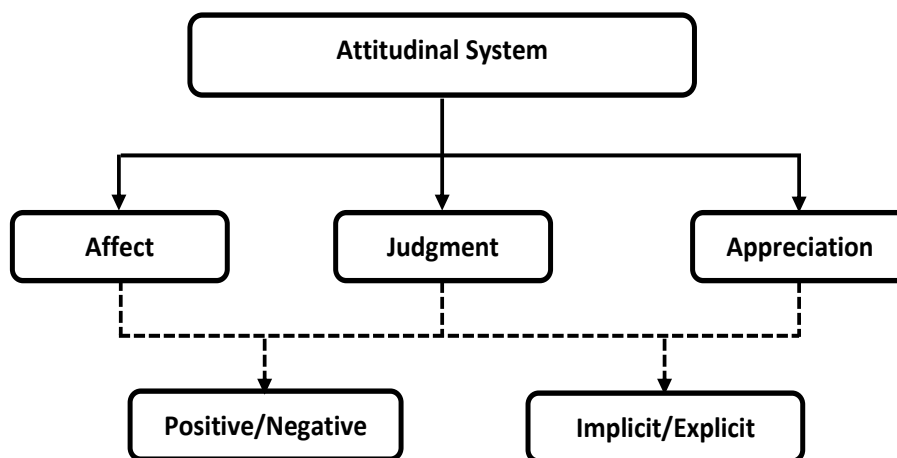 Attitudinal System
Affect
Judgment
Appreciation
Positive/Negative
Implicit/Explicit